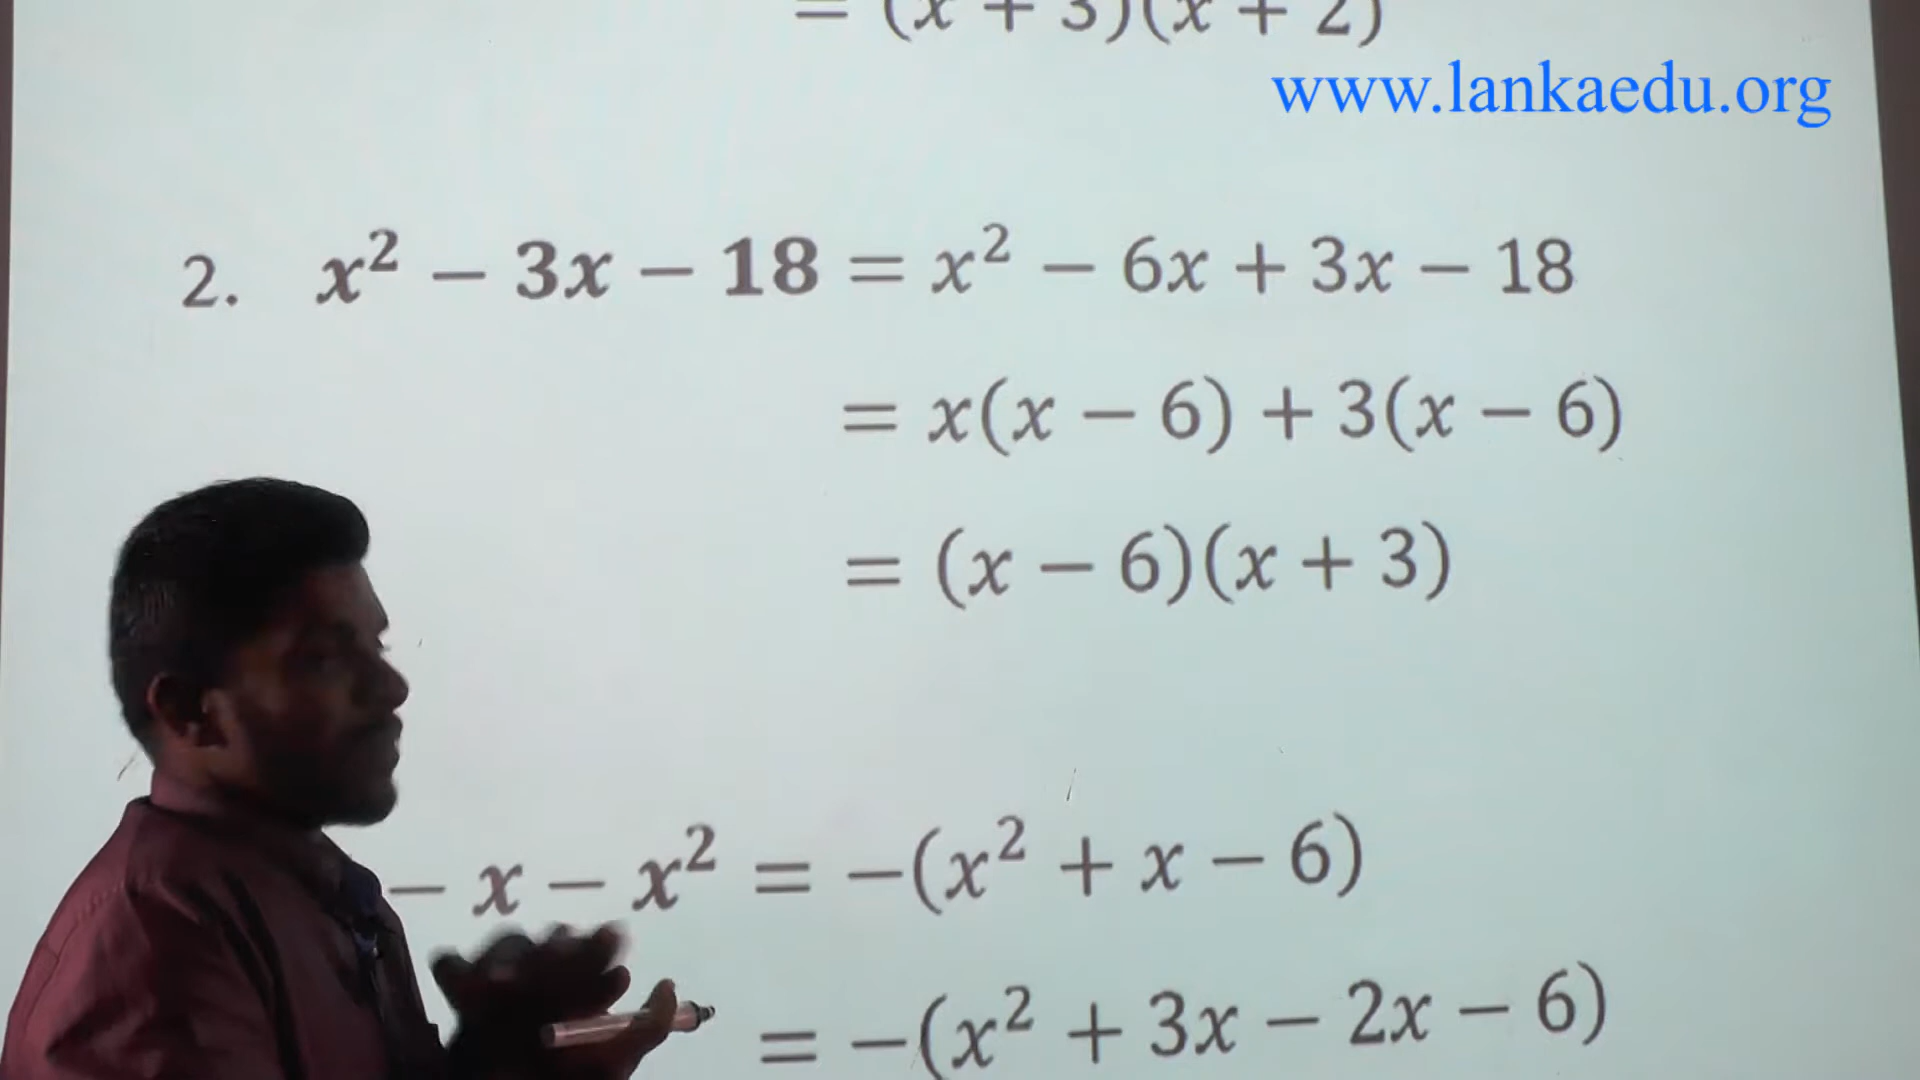 = (x + 3)(x + 2)
www.lankaedu.org
2. x² − 3x − 18 = x² − 6x + 3x − 18
= x(x − 6) + 3(x − 6)
= (x − 6)(x + 3)
− x − x² = −(x² + x − 6)
= −(x² + 3x − 2x − 6)